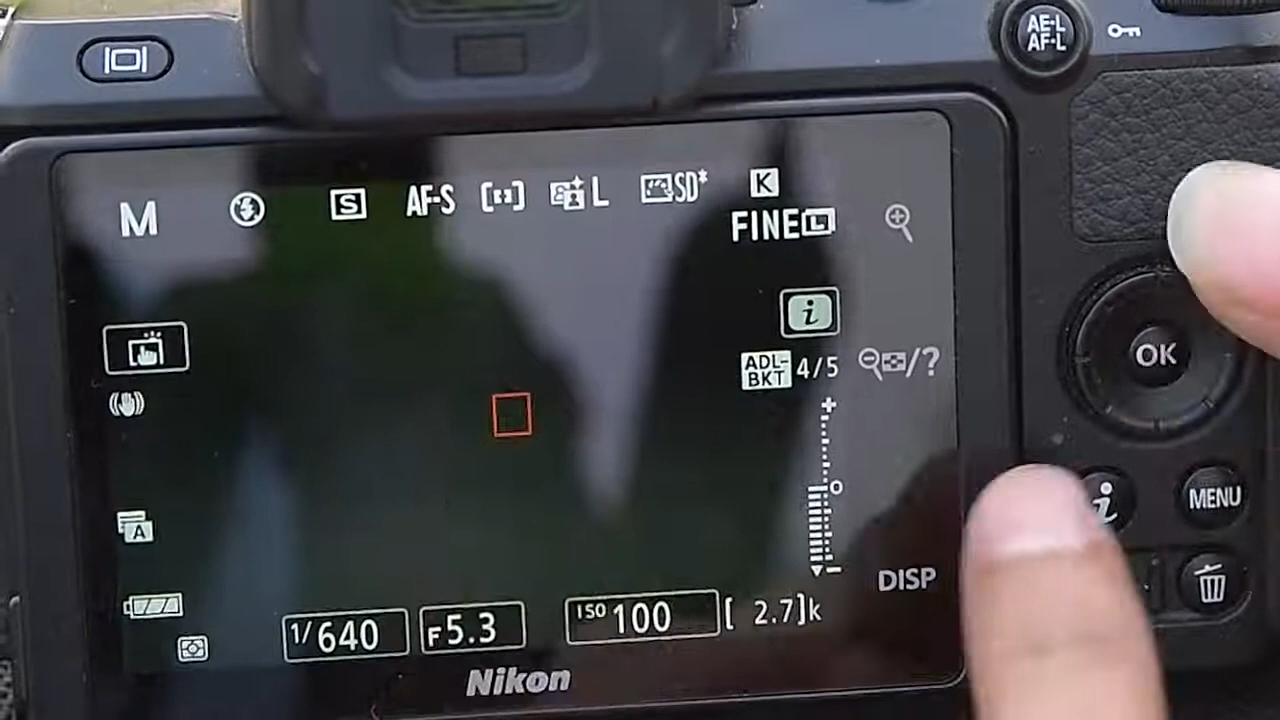 AE-L
AF-L
M S AF-S L SD* K
FINE L
i
ADL-
BKT 4/5 /?
+
0
OK
i MENU
A
−
DISP
1/640 F5.3 ISO 100 [ 2.7]k
Nikon